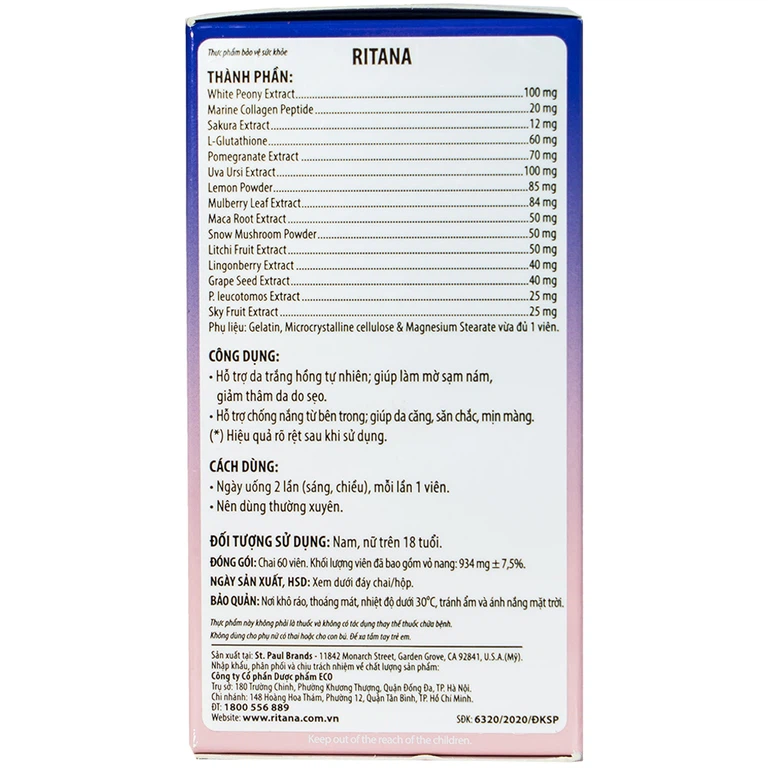 Thực phẩm bảo vệ sức khỏe
RITANA
THÀNH PHẦN:
White Peony Extract 100 mg
Marine Collagen Peptide 20 mg
Sakura Extract 12 mg
L-Glutathione 60 mg
Pomegranate Extract 70 mg
Uva Ursi Extract 100 mg
Lemon Powder 85 mg
Mulberry Leaf Extract 84 mg
Maca Root Extract 50 mg
Snow Mushroom Powder 50 mg
Litchi Fruit Extract 50 mg
Lingonberry Extract 40 mg
Grape Seed Extract 40 mg
P. leucotomos Extract 25 mg
Sky Fruit Extract 25 mg
Phụ liệu: Gelatin, Microcrystalline cellulose & Magnesium Stearate vừa đủ 1 viên.
CÔNG DỤNG:
• Hỗ trợ da trắng hồng tự nhiên; giúp làm mờ sạm nám,
giảm thâm da do sẹo.
• Hỗ trợ chống nắng từ bên trong; giúp da căng, săn chắc, mịn màng.
(*) Hiệu quả rõ rệt sau khi sử dụng.
CÁCH DÙNG:
• Ngày uống 2 lần (sáng, chiều), mỗi lần 1 viên.
• Nên dùng thường xuyên.
ĐỐI TƯỢNG SỬ DỤNG: Nam, nữ trên 18 tuổi.
ĐÓNG GÓI: Chai 60 viên. Khối lượng viên đã bao gồm vỏ nang: 934 mg ± 7,5%.
NGÀY SẢN XUẤT, HSD: Xem dưới đáy chai/hộp.
BẢO QUẢN: Nơi khô ráo, thoáng mát, nhiệt độ dưới 30°C, tránh ẩm và ánh nắng mặt trời.
Thực phẩm này không phải là thuốc và không có tác dụng thay thế thuốc chữa bệnh.
Không dùng cho phụ nữ có thai hoặc cho con bú. Để xa tầm tay trẻ em.
Sản xuất tại: St. Paul Brands - 11842 Monarch Street, Garden Grove, CA 92841, U.S.A.(Mỹ).
Nhập khẩu, phân phối và chịu trách nhiệm về chất lượng sản phẩm:
Công ty Cổ phần Dược phẩm ECO
Trụ sở: 180 Trường Chinh, Phường Khương Thượng, Quận Đống Đa, TP. Hà Nội.
Chi nhánh: 148 Hoàng Hoa Thám, Phường 12, Quận Tân Bình, TP. Hồ Chí Minh.
ĐT: 1800 556 889
Website: www.ritana.com.vn
SĐK: 6320/2020/ĐKSP
Keep out of the reach of the children.